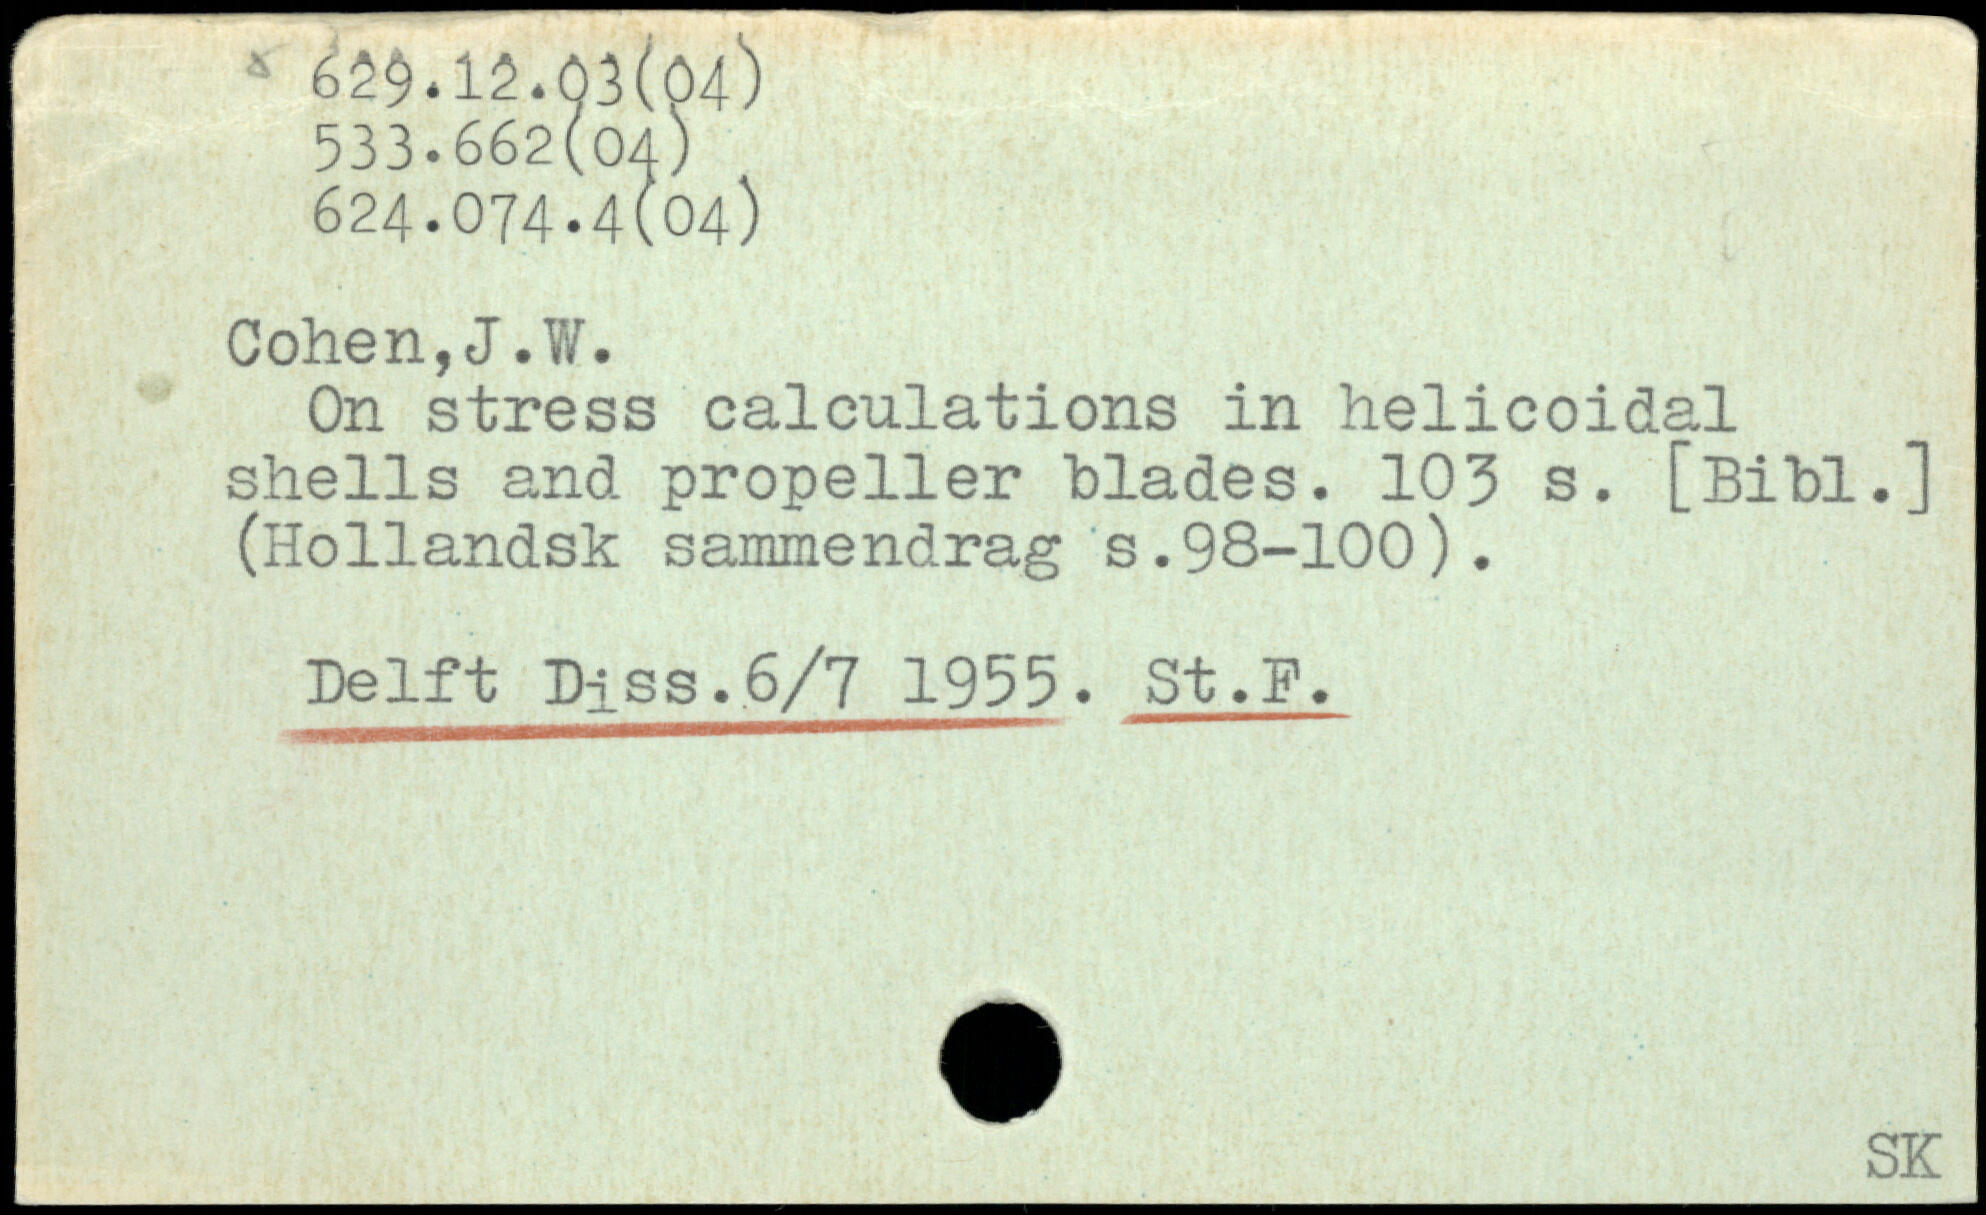 629.12.03(04)
533.662(04)
624.074.4(04)
Cohen,J.W.
On stress calculations in helicoidal
shells and propeller blades. 103 s. [Bibl.]
(Hollandsk sammendrag s.98-100).
Delft Diss.6/7 1955. St.F.
SK